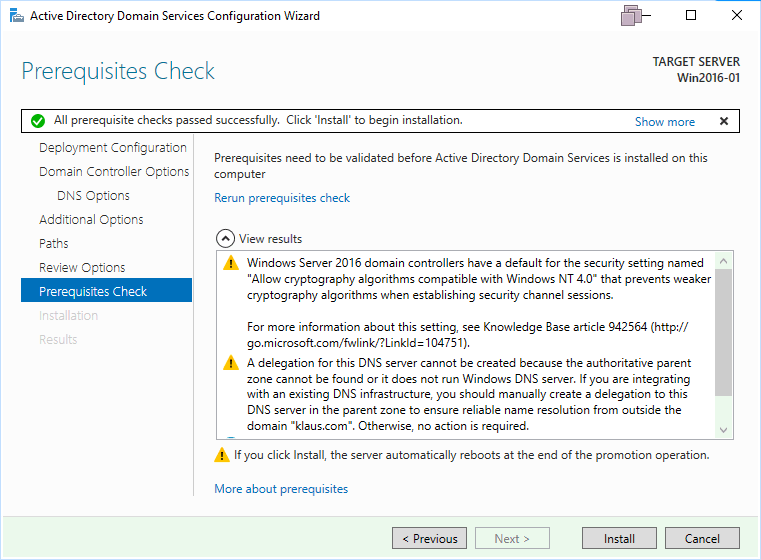 Active Directory Domain Services Configuration Wizard
Prerequisites Check
TARGET SERVER
Win2016-01
All prerequisite checks passed successfully.  Click 'Install' to begin installation.
Show more
Deployment Configuration
Domain Controller Options
DNS Options
Additional Options
Paths
Review Options
Prerequisites Check
Installation
Results
Prerequisites need to be validated before Active Directory Domain Services is installed on this
computer
Rerun prerequisites check
View results
Windows Server 2016 domain controllers have a default for the security setting named
"Allow cryptography algorithms compatible with Windows NT 4.0" that prevents weaker
cryptography algorithms when establishing security channel sessions.
For more information about this setting, see Knowledge Base article 942564 (http://
go.microsoft.com/fwlink/?LinkId=104751).
A delegation for this DNS server cannot be created because the authoritative parent
zone cannot be found or it does not run Windows DNS server. If you are integrating
with an existing DNS infrastructure, you should manually create a delegation to this
DNS server in the parent zone to ensure reliable name resolution from outside the
domain "klaus.com". Otherwise, no action is required.
If you click Install, the server automatically reboots at the end of the promotion operation.
More about prerequisites
< Previous
Next >
Install
Cancel